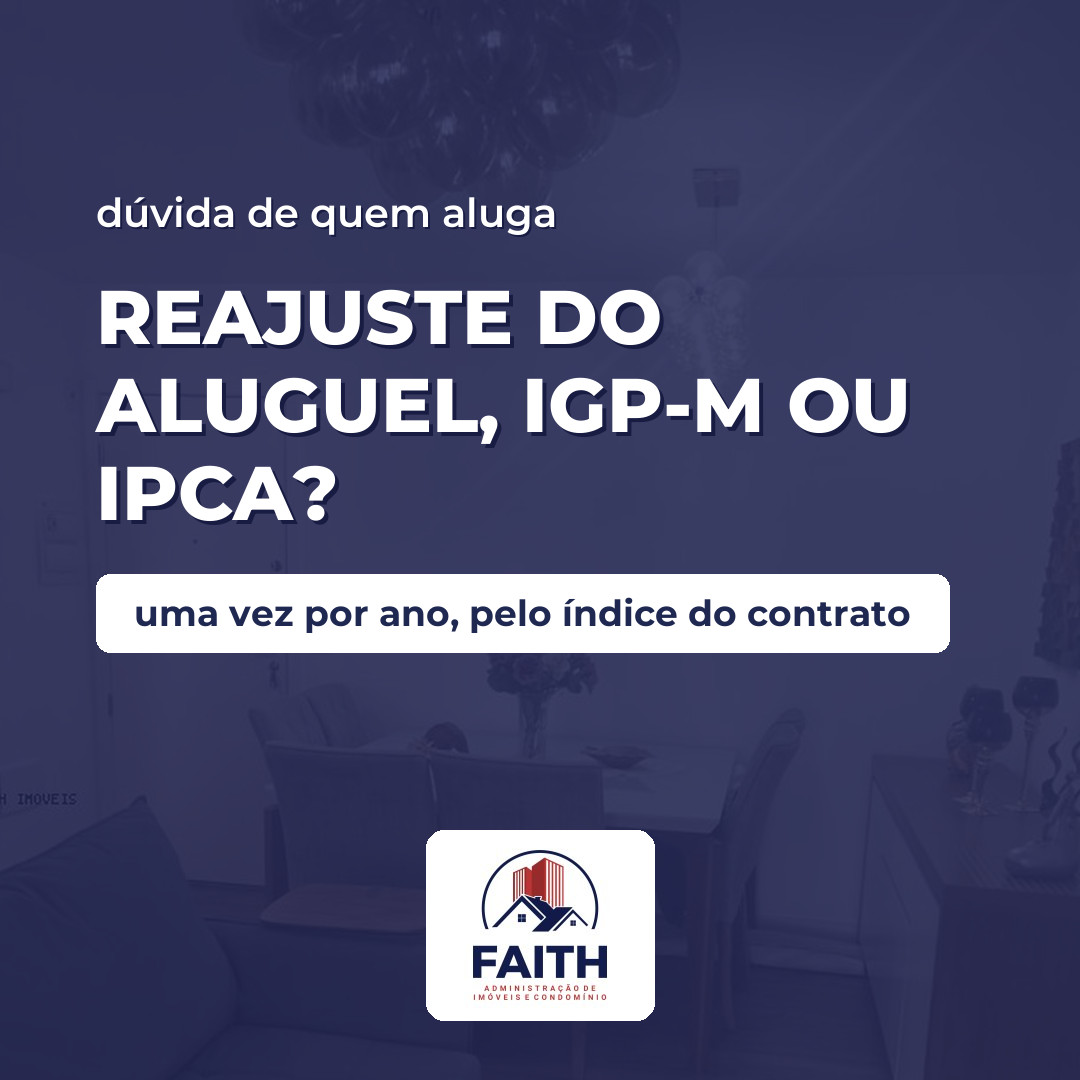 dúvida de quem aluga
REAJUSTE DO
ALUGUEL, IGP-M OU
IPCA?
uma vez por ano, pelo índice do contrato
H IMOVEIS
FAITH
ADMINISTRAÇÃO DE
IMÓVEIS E CONDOMÍNIO